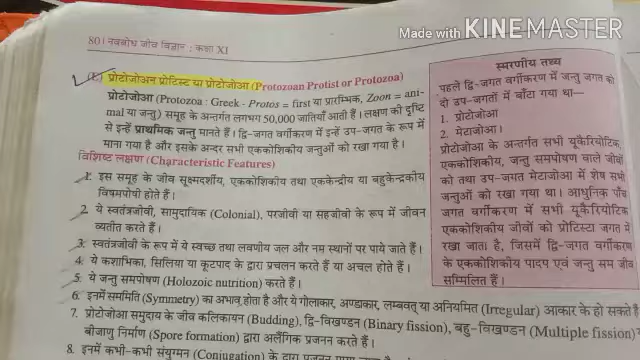 Made with KINEMASTER
80 | नवबोध जीव विज्ञान : कक्षा XI
(E) प्रोटोजोअन प्रोटिस्ट या प्रोटोजोआ (Protozoan Protist or Protozoa)
प्रोटोजोआ (Protozoa : Greek - Protos = first या प्रारम्भिक, Zoon = ani-
mal या जन्तु) समूह के अन्तर्गत लगभग 50,000 जातियाँ आती हैं। लक्षण की दृष्टि
से इन्हें प्राथमिक जन्तु मानते हैं। द्वि-जगत वर्गीकरण में इन्हें उप-जगत के रूप में
माना गया है और इसके अन्दर सभी एककोशिकीय जन्तुओं को रखा गया है।
विशिष्ट लक्षण (Characteristic Features)
1. इस समूह के जीव सूक्ष्मदर्शीय, एककोशिकीय तथा एककेन्द्रीय या बहुकेन्द्रकीय
विषमपोषी होते हैं।
2. ये स्वतंत्रजीवी, सामुदायिक (Colonial), परजीवी या सहजीवी के रूप में जीवन
व्यतीत करते हैं।
3. स्वतंत्रजीवी के रूप में ये स्वच्छ तथा लवणीय जल और नम स्थानों पर पाये जाते हैं।
4. ये कशाभिका, सिलिया या कूटपाद के द्वारा प्रचलन करते हैं या अचल होते हैं।
5. ये जन्तु समपोषण (Holozoic nutrition) करते हैं।
6. इनमें सममिति (Symmetry) का अभाव होता है और ये गोलाकार, अण्डाकार, लम्बवत् या अनियमित (Irregular) आकार के हो सकते हैं
7. प्रोटोजोआ समुदाय के जीव कलिकायन (Budding), द्वि-विखण्डन (Binary fission), बहु-विखण्डन (Multiple fission)
बीजाणु निर्माण (Spore formation) द्वारा अलैंगिक प्रजनन करते हैं।
8. इनमें कभी-कभी संयुग्मन (Conjugation) के द्वारा प्रजनन
स्मरणीय तथ्य
पहले द्वि-जगत वर्गीकरण में जन्तु जगत को
दो उप-जगतों में बाँटा गया था—
1. प्रोटोजोआ
2. मेटाजोआ।
प्रोटोजोआ के अन्तर्गत सभी यूकैरियोटिक,
एककोशिकीय, जन्तु समपोषण वाले जीवों
को तथा उप-जगत मेटाजोआ में शेष सभी
जन्तुओं को रखा गया था। आधुनिक पाँच
जगत वर्गीकरण में सभी यूकैरियोटिक
एककोशिकीय जीवों को प्रोटिस्टा जगत में
रखा जाता है, जिसमें द्वि-जगत वर्गीकरण
के एककोशिकीय पादप एवं जन्तु सम जीव
सम्मिलित हैं।